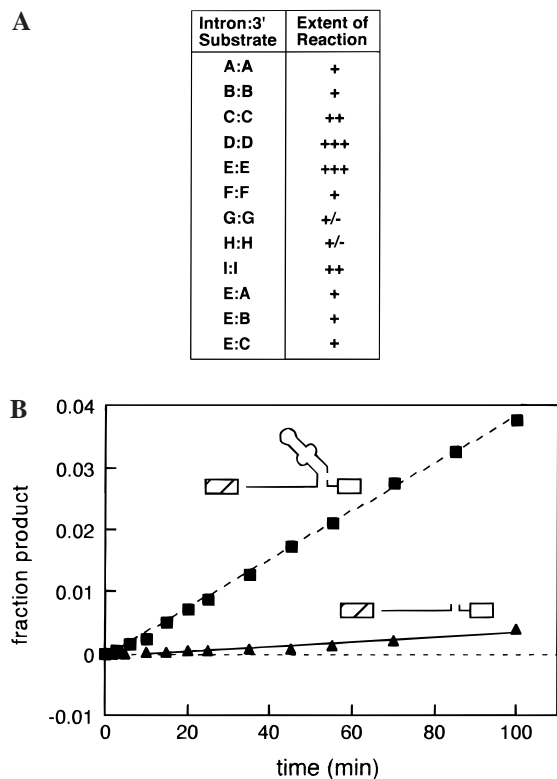 A
Intron:3' Substrate Extent of Reaction
A:A +
B:B +
C:C ++
D:D +++
E:E +++
F:F +
G:G +/-
H:H +/-
I:I ++
E:A +
E:B +
E:C +
B
0.04
0.03
0.02
0.01
0
-0.01
fraction product
0 20 40 60 80 100
time (min)